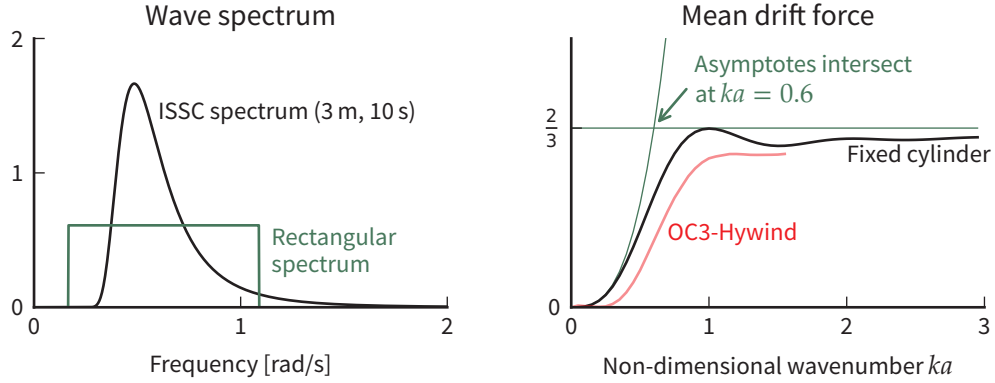 Wave spectrum
2
1
0
0
1
2
ISSC spectrum (3 m, 10 s)
Rectangular
spectrum
Frequency [rad/s]
Mean drift force
2
3
0
0
1
2
3
Asymptotes intersect
at ka = 0.6
Fixed cylinder
OC3-Hywind
Non-dimensional wavenumber ka